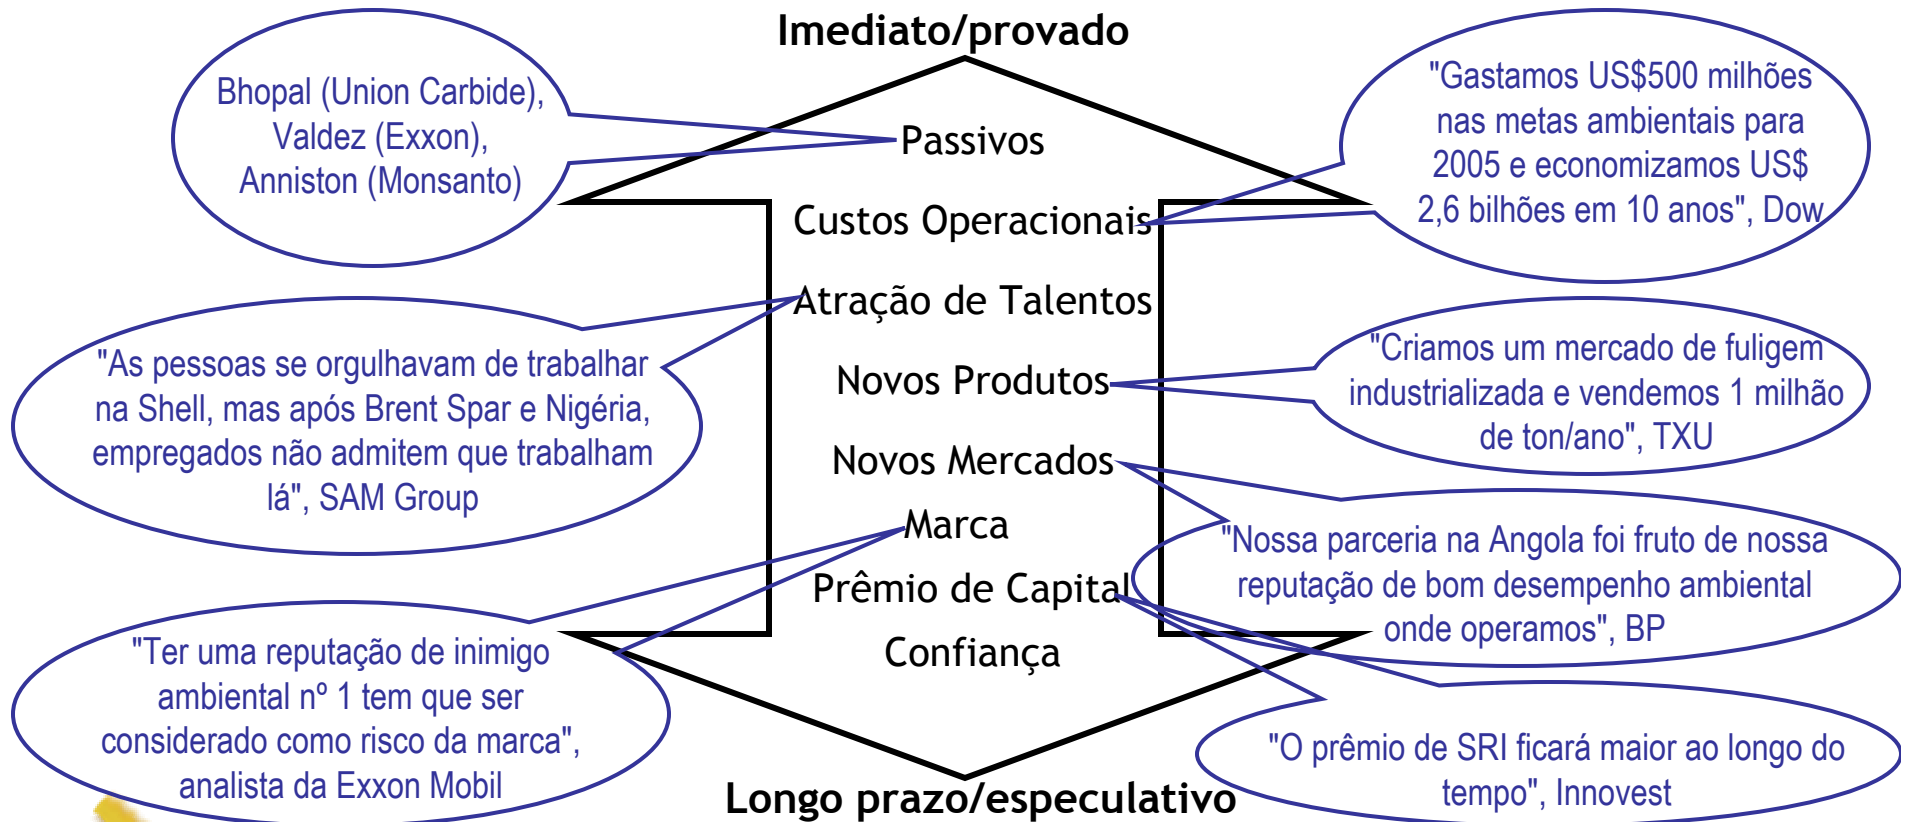 Imediato/provado
Bhopal (Union Carbide),
Valdez (Exxon),
Anniston (Monsanto)
"Gastamos US$500 milhões
nas metas ambientais para
2005 e economizamos US$
2,6 bilhões em 10 anos", Dow
Passivos
Custos Operacionais
Atração de Talentos
Novos Produtos
Novos Mercados
Marca
Prêmio de Capital
Confiança
"As pessoas se orgulhavam de trabalhar
na Shell, mas após Brent Spar e Nigéria,
empregados não admitem que trabalham
lá", SAM Group
"Criamos um mercado de fuligem
industrializada e vendemos 1 milhão
de ton/ano", TXU
"Nossa parceria na Angola foi fruto de nossa
reputação de bom desempenho ambiental
onde operamos", BP
"Ter uma reputação de inimigo
ambiental nº 1 tem que ser
considerado como risco da marca",
analista da Exxon Mobil
"O prêmio de SRI ficará maior ao longo do
tempo", Innovest
Longo prazo/especulativo